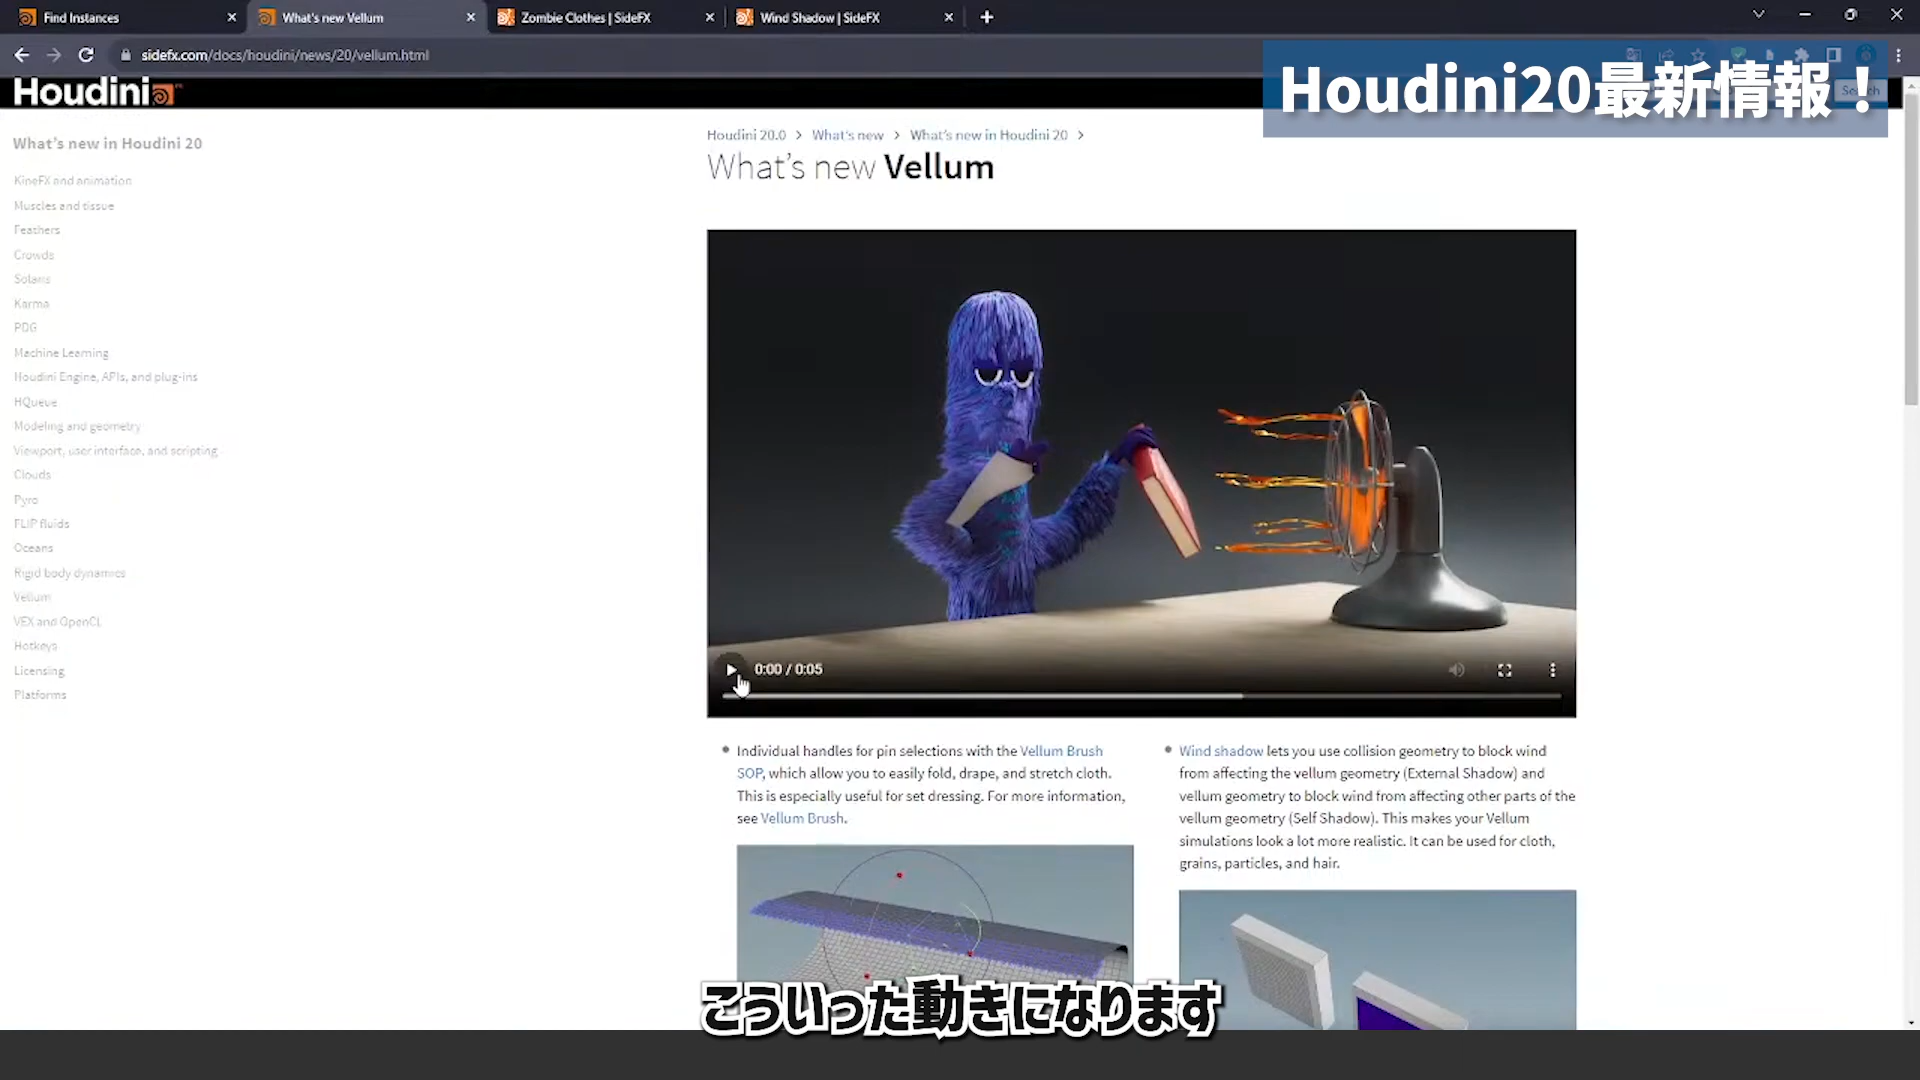 Find Instances
What's new Vellum
Zombie Clothes | SideFX
Wind Shadow | SideFX
sidefx.com/docs/houdini/news/20/vellum.html
Houdini
Houdini20最新情報！
Houdini 20.0 > What's new > What's new in Houdini 20 >
What's new Vellum
What's new in Houdini 20
KineFX and animation
Muscles and tissue
Feathers
Crowds
Solaris
Karma
PDG
Machine Learning
Houdini Engine, APIs, and plug-ins
HQueue
Modeling and geometry
Viewport, user interface, and scripting
Clouds
Pyro
FLIP fluids
Oceans
Rigid body dynamics
Vellum
VEX and OpenCL
Hotkeys
Licensing
Platforms
0:00 / 0:05
Individual handles for pin selections with the Vellum Brush
SOP, which allow you to easily fold, drape, and stretch cloth.
This is especially useful for set dressing. For more information,
see Vellum Brush.
Wind shadow lets you use collision geometry to block wind
from affecting the vellum geometry (External Shadow) and
vellum geometry to block wind from affecting other parts of the
vellum geometry (Self Shadow). This makes your Vellum
simulations look a lot more realistic. It can be used for cloth,
grains, particles, and hair.
こういった動きになります